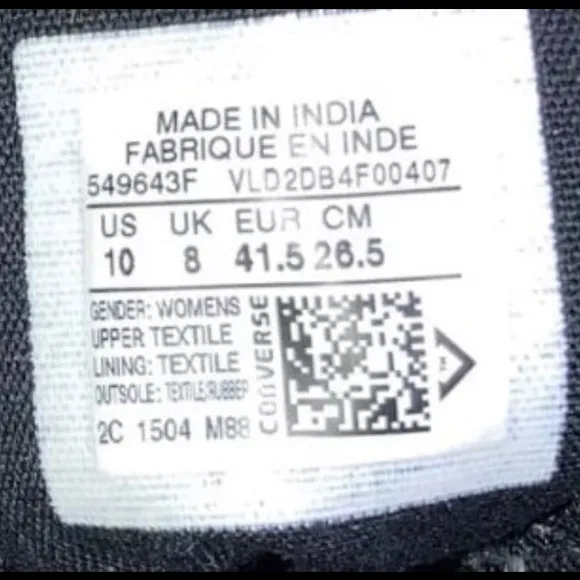 MADE IN INDIA
FABRIQUE EN INDE
549643F VLD2DB4F00407
US UK EUR CM
10 8 41.5 26.5
GENDER: WOMENS
UPPER TEXTILE
LINING: TEXTILE
OUTSOLE: TEXTILE/RUBBER
2C 1504 M88
CONVERSE